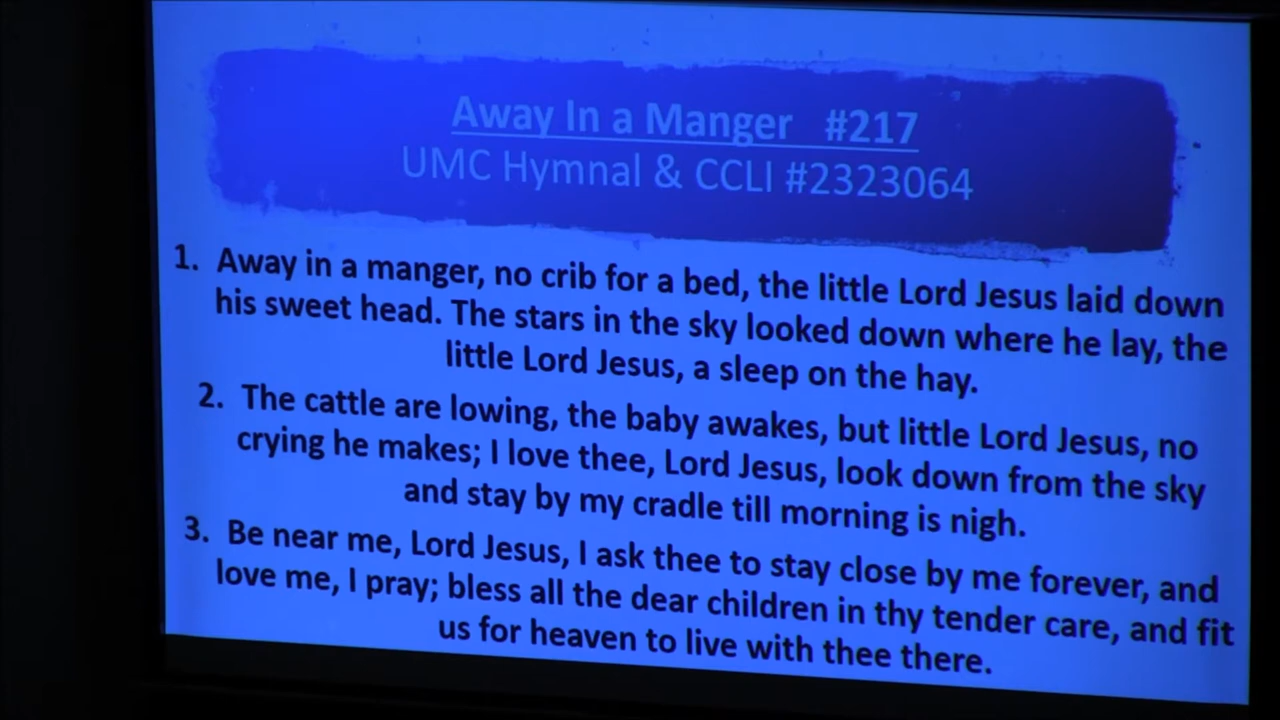 Away In a Manger #217
UMC Hymnal & CCLI #2323064
1. Away in a manger, no crib for a bed, the little Lord Jesus laid down
his sweet head. The stars in the sky looked down where he lay, the
little Lord Jesus, a sleep on the hay.
2. The cattle are lowing, the baby awakes, but little Lord Jesus, no
crying he makes; I love thee, Lord Jesus, look down from the sky
and stay by my cradle till morning is nigh.
3. Be near me, Lord Jesus, I ask thee to stay close by me forever, and
love me, I pray; bless all the dear children in thy tender care, and fit
us for heaven to live with thee there.